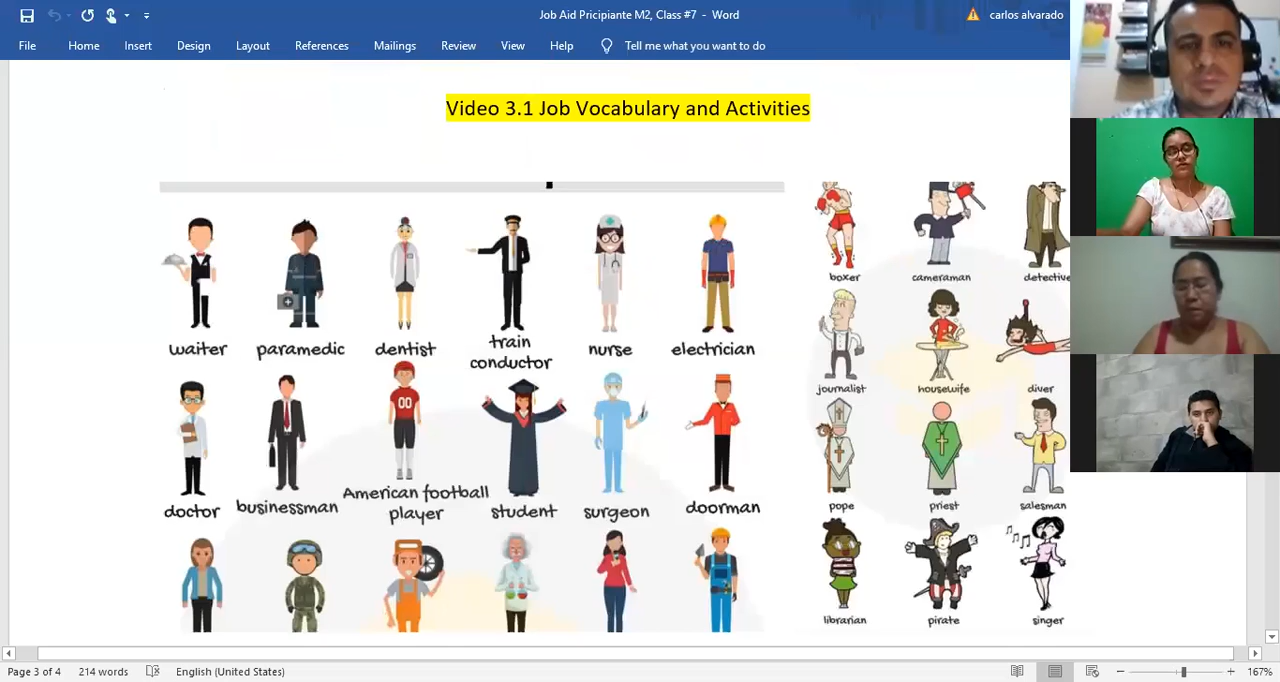 Job Aid Pricipiante M2, Class #7 - Word
carlos alvarado
File Home Insert Design Layout References Mailings Review View Help Tell me what you want to do
Video 3.1 Job Vocabulary and Activities
waiter paramedic dentist train conductor nurse electrician
doctor businessman American football player student surgeon doorman
00
boxer cameraman detective
journalist housewife diver
pope priest salesman
librarian pirate singer
Page 3 of 4 214 words English (United States) 167%